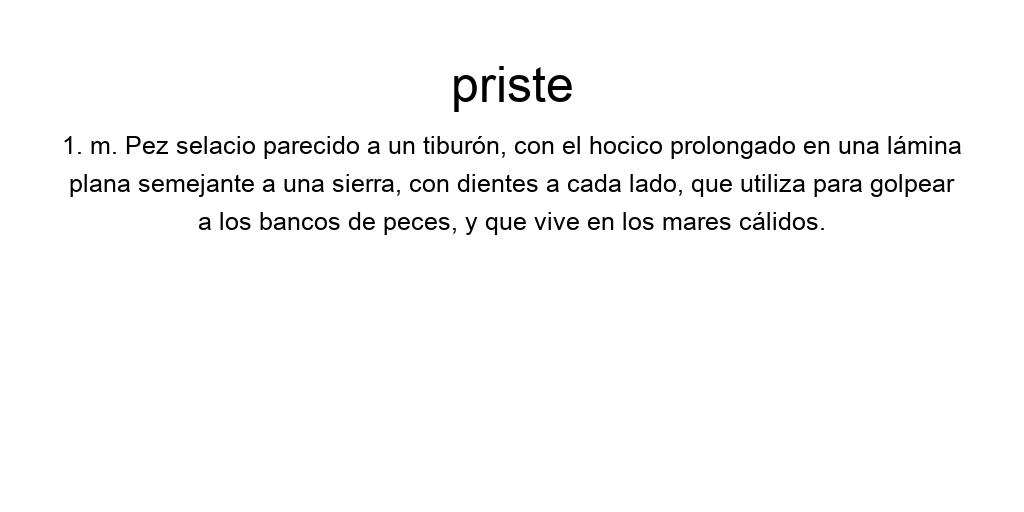 priste
1. m. Pez selacio parecido a un tiburón, con el hocico prolongado en una lámina
plana semejante a una sierra, con dientes a cada lado, que utiliza para golpear
a los bancos de peces, y que vive en los mares cálidos.